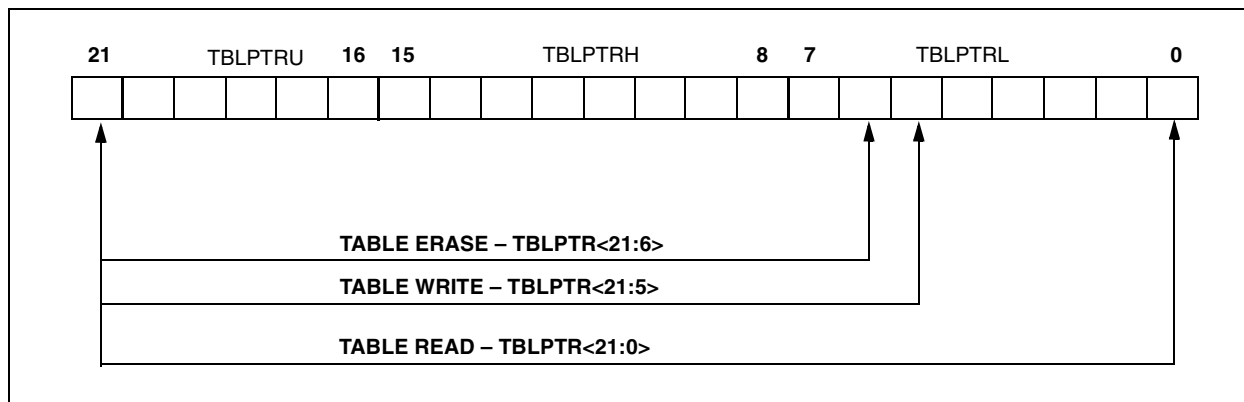 21 TBLPTRU 16 15 TBLPTRH 8 7 TBLPTRL 0
TABLE ERASE – TBLPTR<21:6>
TABLE WRITE – TBLPTR<21:5>
TABLE READ – TBLPTR<21:0>